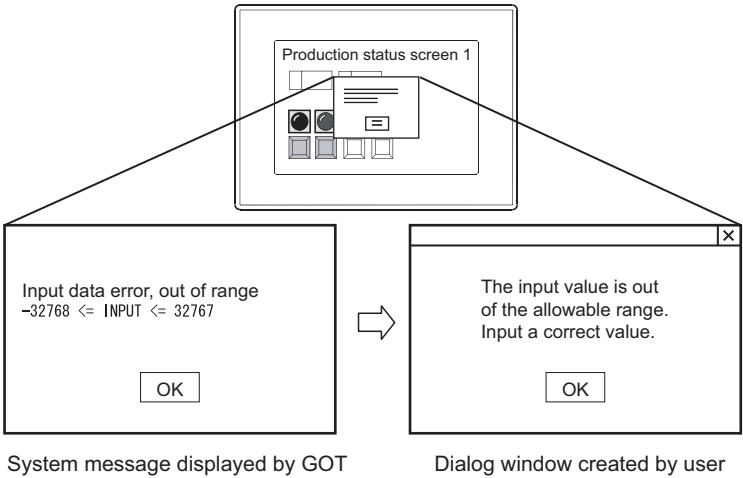 Production status screen 1
Input data error, out of range
-32768 <= INPUT <= 32767
OK
The input value is out
of the allowable range.
Input a correct value.
OK
System message displayed by GOT
Dialog window created by user